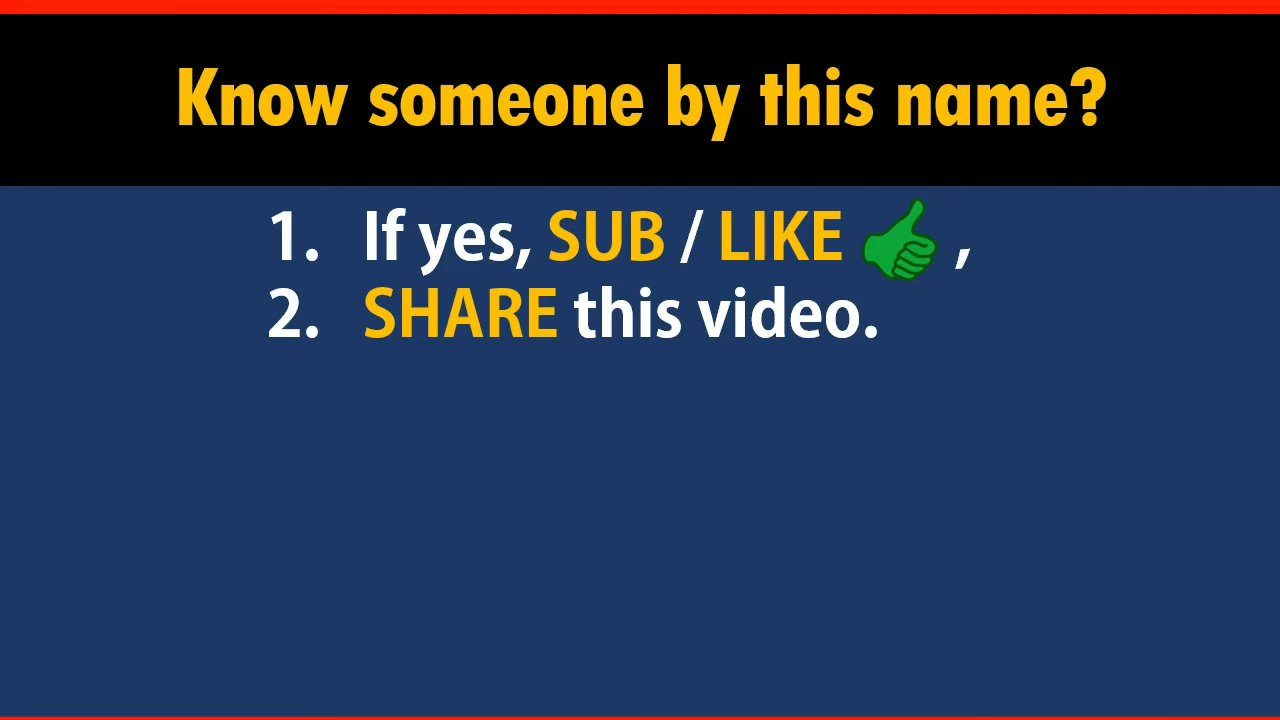 Know someone by this name?
1. If yes, SUB / LIKE ,
2. SHARE this video.